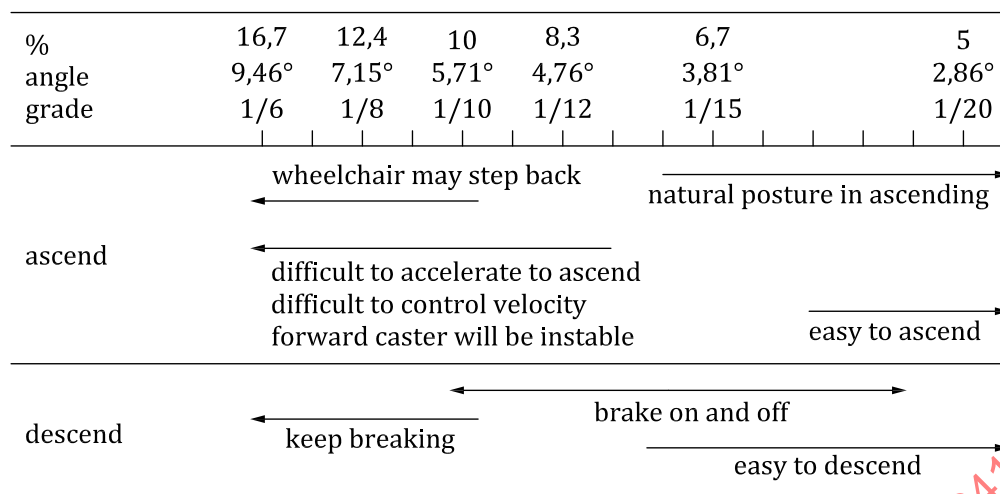 % 16,7 12,4 10 8,3 6,7 5
angle 9,46° 7,15° 5,71° 4,76° 3,81° 2,86°
grade 1/6 1/8 1/10 1/12 1/15 1/20
wheelchair may step back
natural posture in ascending
ascend
difficult to accelerate to ascend
difficult to control velocity
forward caster will be instable
easy to ascend
brake on and off
descend
keep breaking
easy to descend